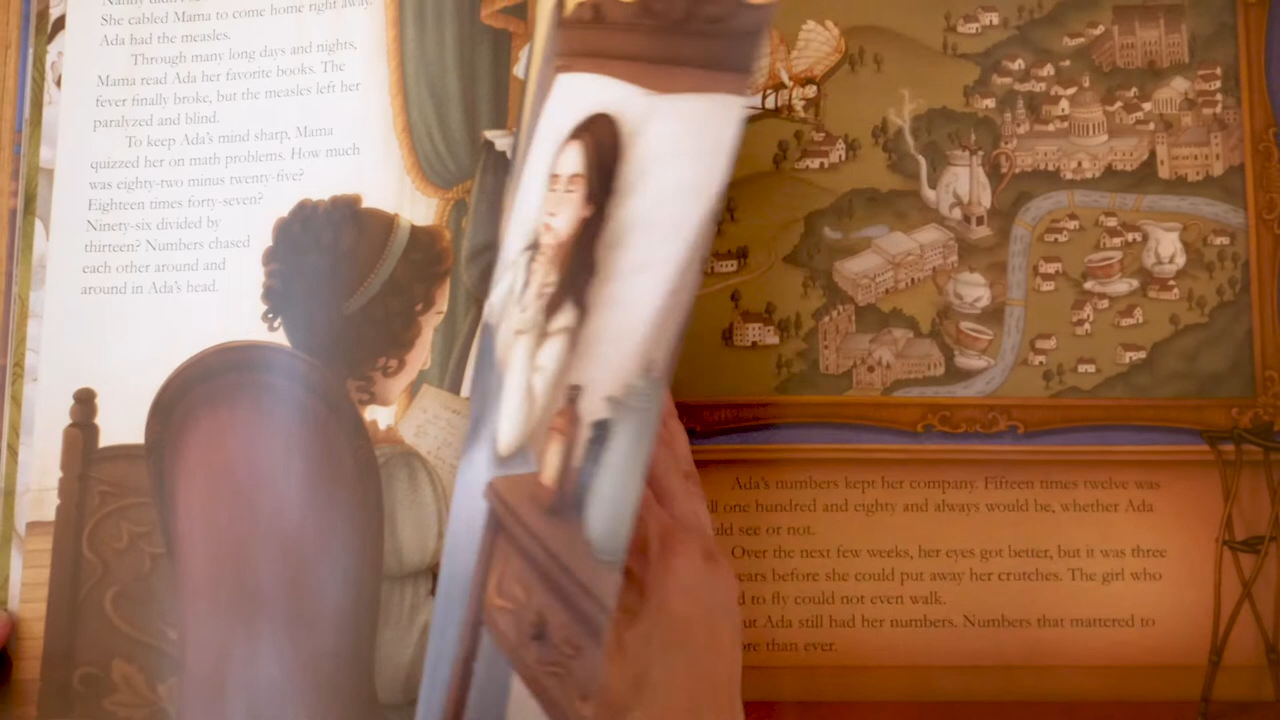 She cabled Mama to come home right away.
Ada had the measles.
Through many long days and nights,
Mama read Ada her favorite books. The
fever finally broke, but the measles left her
paralyzed and blind.
To keep Ada's mind sharp, Mama
quizzed her on math problems. How much
was eighty-two minus twenty-five?
Eighteen times forty-seven?
Ninety-six divided by
thirteen? Numbers chased
each other around and
around in Ada's head.
Ada's numbers kept her company. Fifteen times twelve was
one hundred and eighty and always would be, whether Ada
see or not.
Over the next few weeks, her eyes got better, but it was three
before she could put away her crutches. The girl who
to fly could not even walk.
Ada still had her numbers. Numbers that mattered to
than ever.